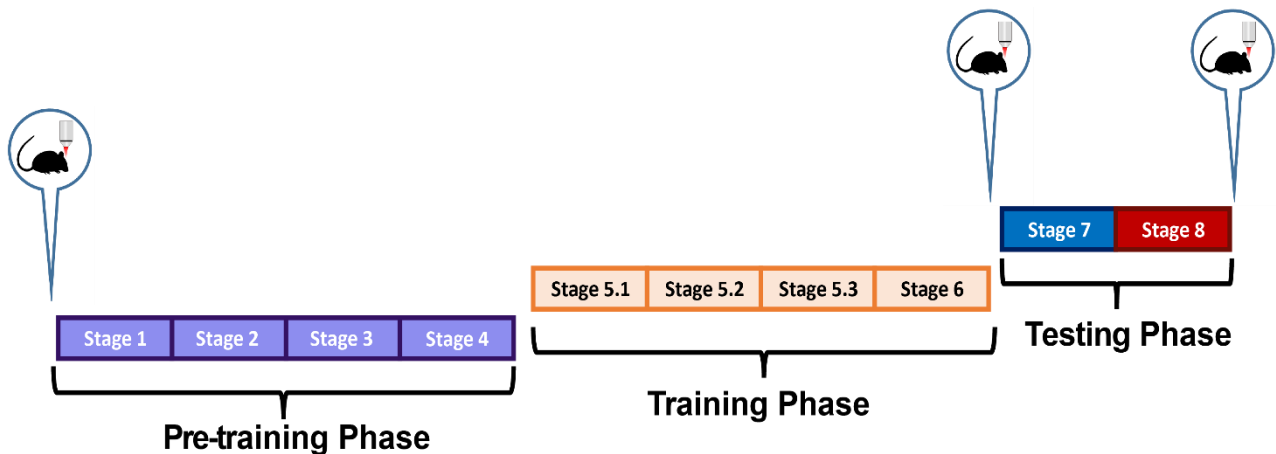 Stage 7
Stage 8
Stage 5.1
Stage 5.2
Stage 5.3
Stage 6
Testing Phase
Stage 1
Stage 2
Stage 3
Stage 4
Training Phase
Pre-training Phase